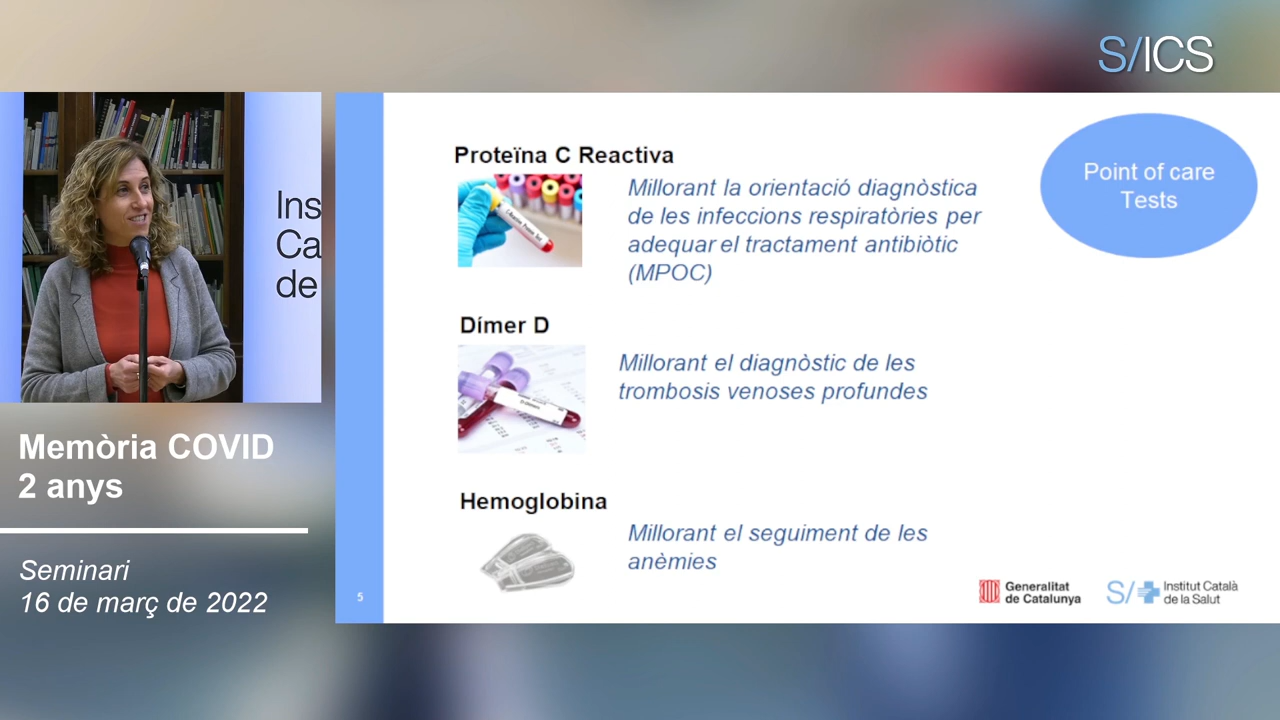 S/ICS
Ins
Ca
de
Memòria COVID
2 anys
Seminari
16 de març de 2022
Proteïna C Reactiva
Millorant la orientació diagnòstica
de les infeccions respiratòries per
adequar el tractament antibiòtic
(MPOC)
Point of care
Tests
Dímer D
Millorant el diagnòstic de les
trombosis venoses profundes
Hemoglobina
Millorant el seguiment de les
anèmies
5
Generalitat
de Catalunya
S/
Institut Català
de la Salut